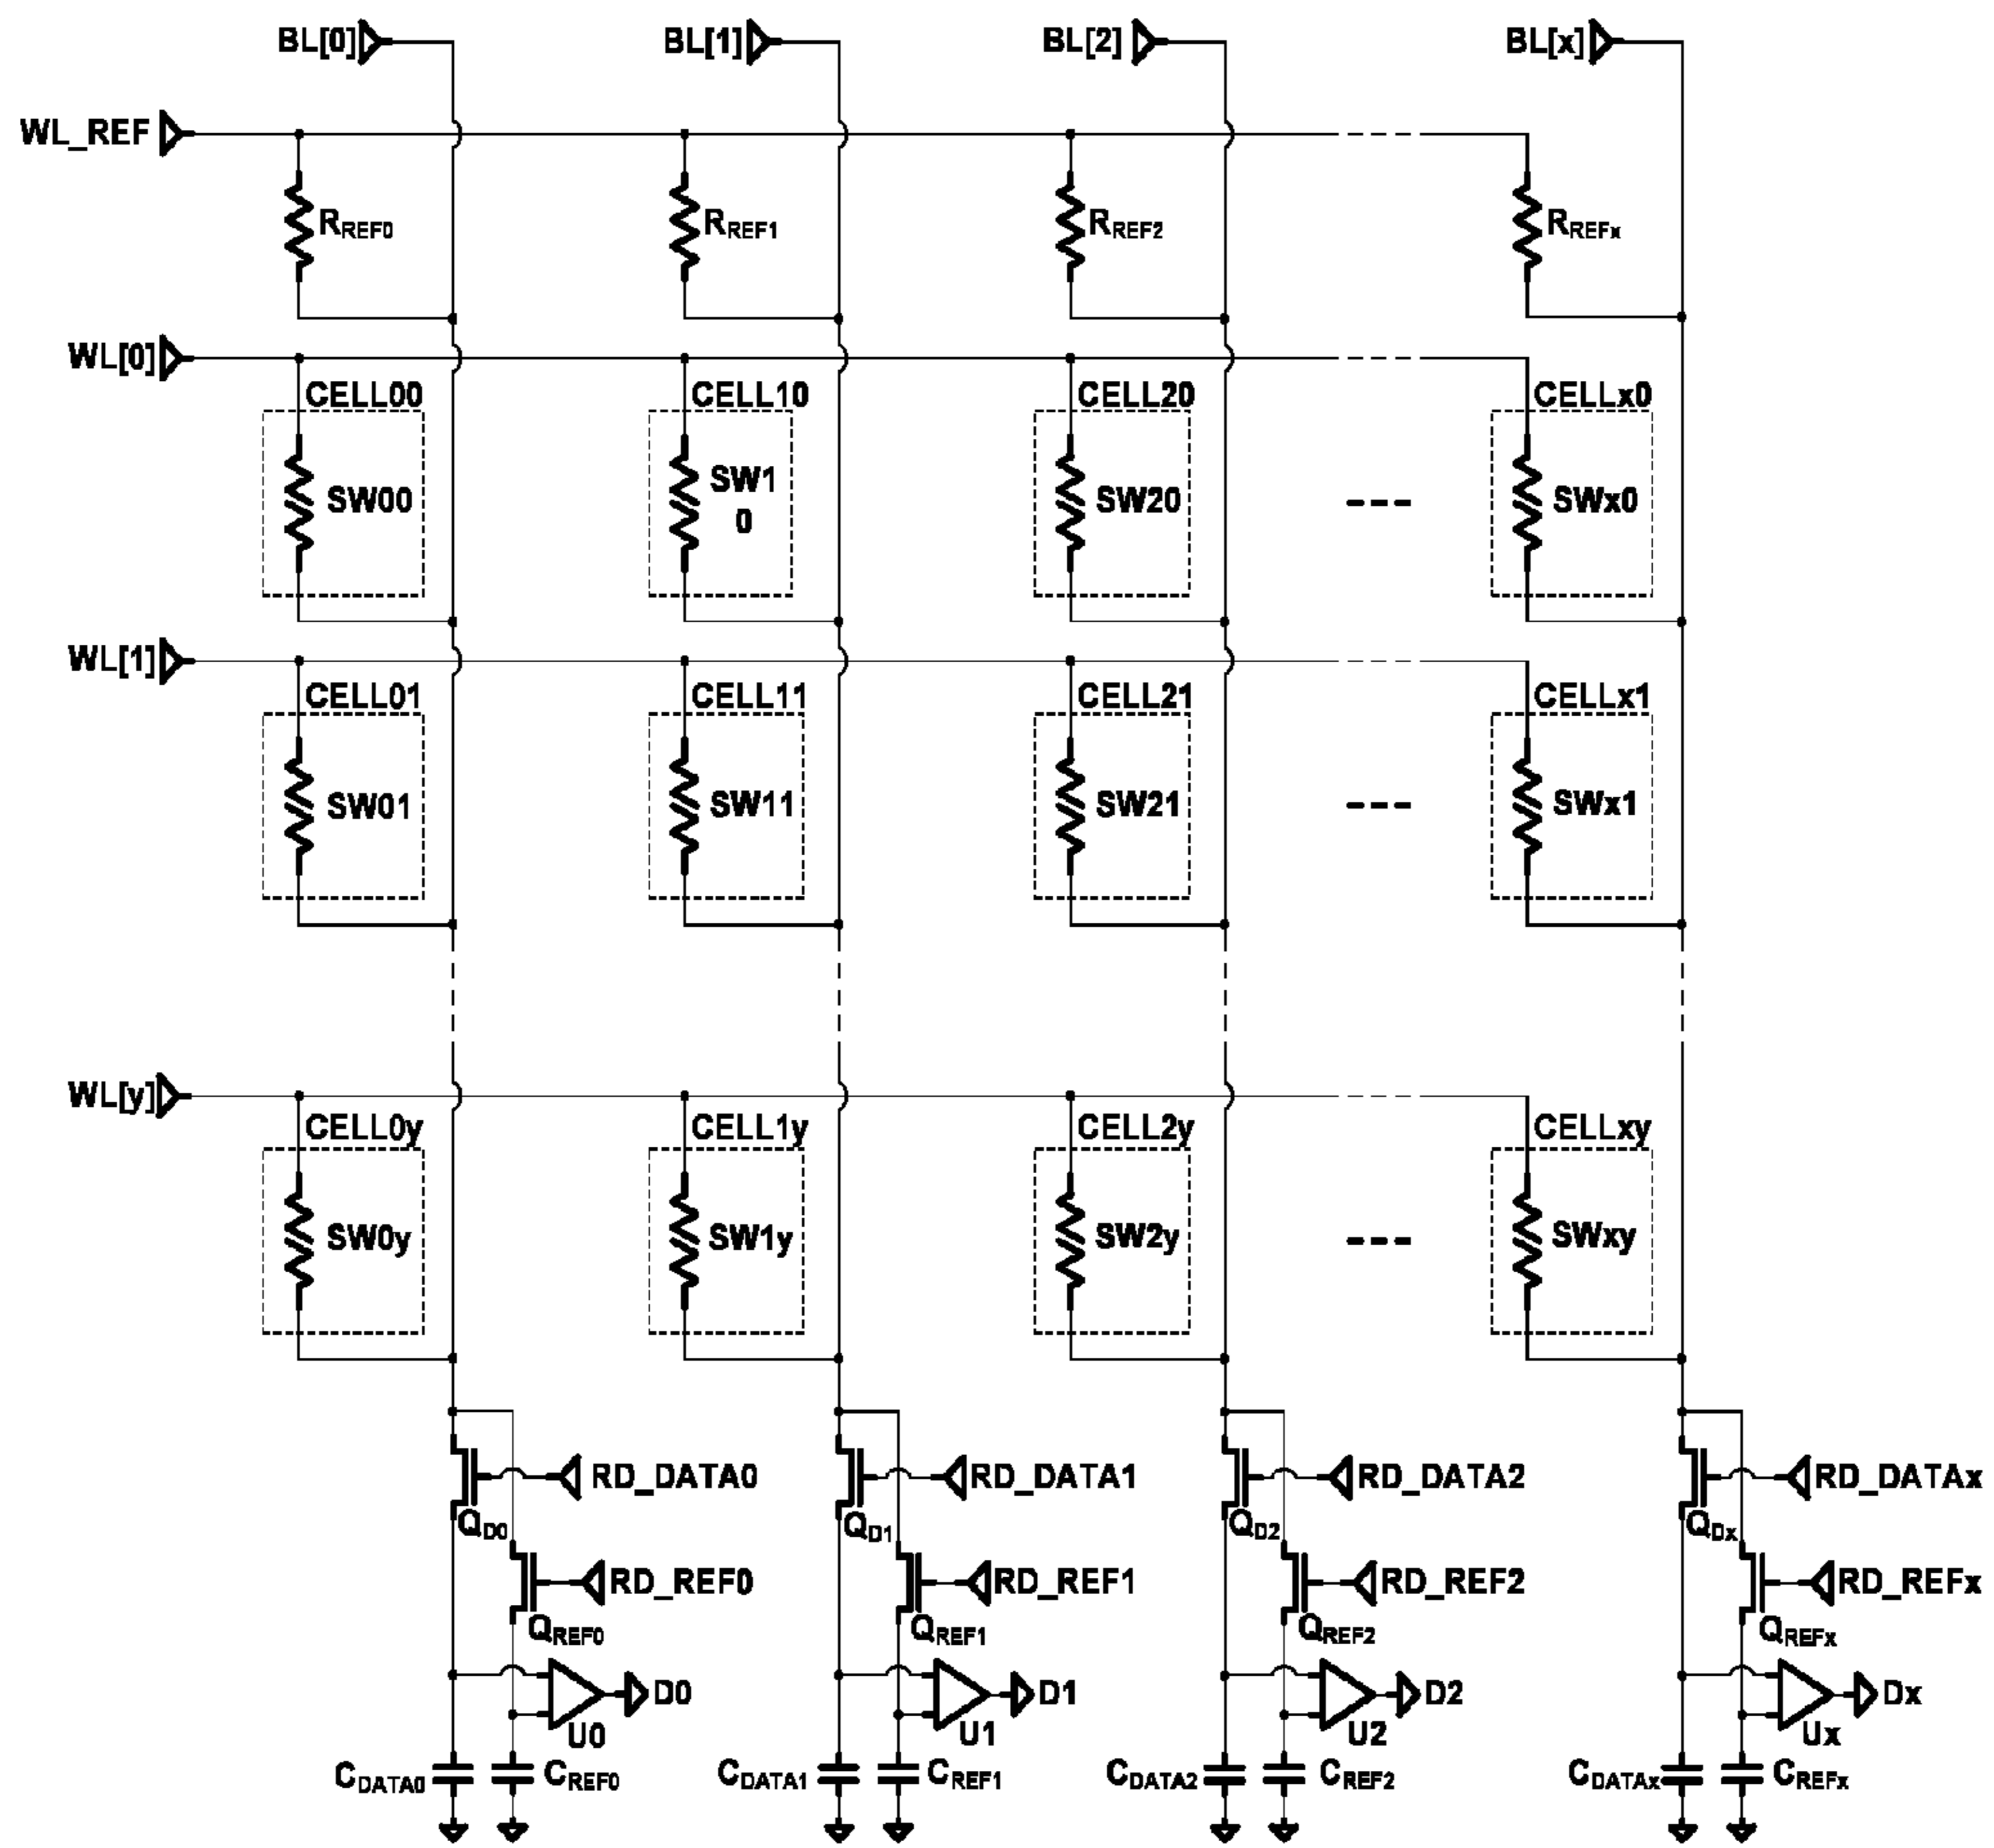 BL[0] BL[1] BL[2] BL[x]
WL_REF
RREF0 RREF1 RREF2 RREFx
WL[0]
CELL00 CELL10 CELL20 CELLx0
SW00 SW1 SW20 --- SWx0
0
WL[1]
CELL01 CELL11 CELL21 CELLx1
SW01 SW11 SW21 --- SWx1
WL[y]
CELL0y CELL1y CELL2y CELLxy
SW0y SW1y SW2y --- SWxy
RD_DATA0 RD_DATA1 RD_DATA2 RD_DATAx
QD0 QD1 QD2 QDx
RD_REF0 RD_REF1 RD_REF2 RD_REFx
QREF0 QREF1 QREF2 QREFx
D0 D1 D2 Dx
U0 U1 U2 Ux
CDATA0 CREF0 CDATA1 CREF1 CDATA2 CREF2 CDATAx CREFx